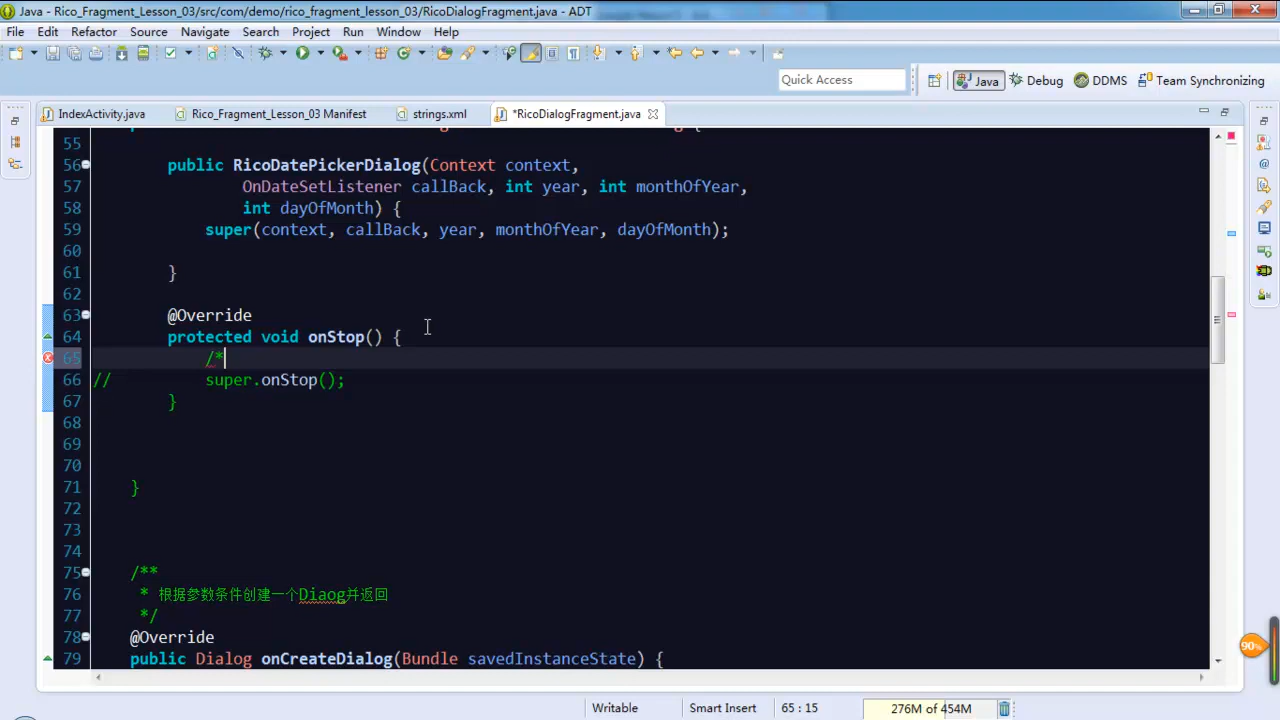 Java - Rico_Fragment_Lesson_03/src/com/demo/rico_fragment_lesson_03/RicoDialogFragment.java - ADT
File Edit Refactor Source Navigate Search Project Run Window Help
Quick Access
Java Debug DDMS Team Synchronizing
IndexActivity.java Rico_Fragment_Lesson_03 Manifest strings.xml *RicoDialogFragment.java
55
56 public RicoDatePickerDialog(Context context,
57 OnDateSetListener callBack, int year, int monthOfYear,
58 int dayOfMonth) {
59 super(context, callBack, year, monthOfYear, dayOfMonth);
60
61 }
62
63 @Override
64 protected void onStop() {
65 /*
66 // super.onStop();
67 }
68
69
70
71 }
72
73
74
75 /**
76 * 根据参数条件创建一个Diaog并返回
77 */
78 @Override
79 public Dialog onCreateDialog(Bundle savedInstanceState) {
90%
Writable Smart Insert 65 : 15 276M of 454M